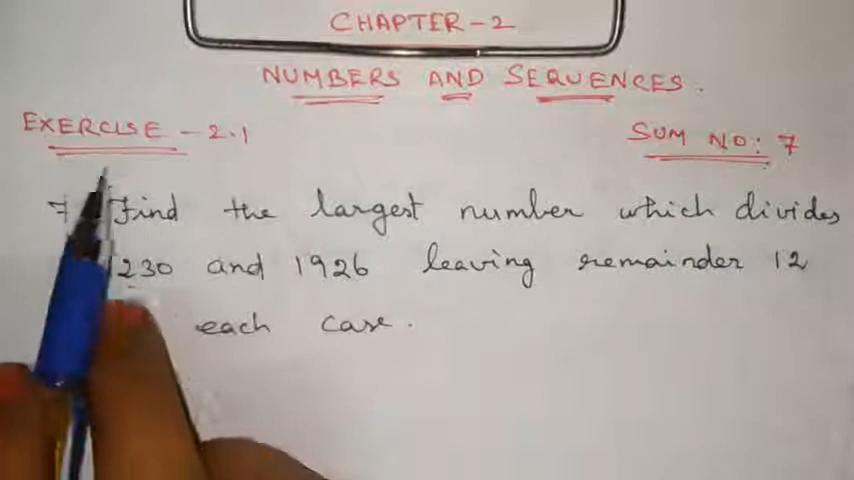 CHAPTER-2
NUMBERS AND SEQUENCES.
EXERCISE - 2.1
SUM NO: 7
7 Find the largest number which divides
1230 and 1926 leaving remainder 12
each case.